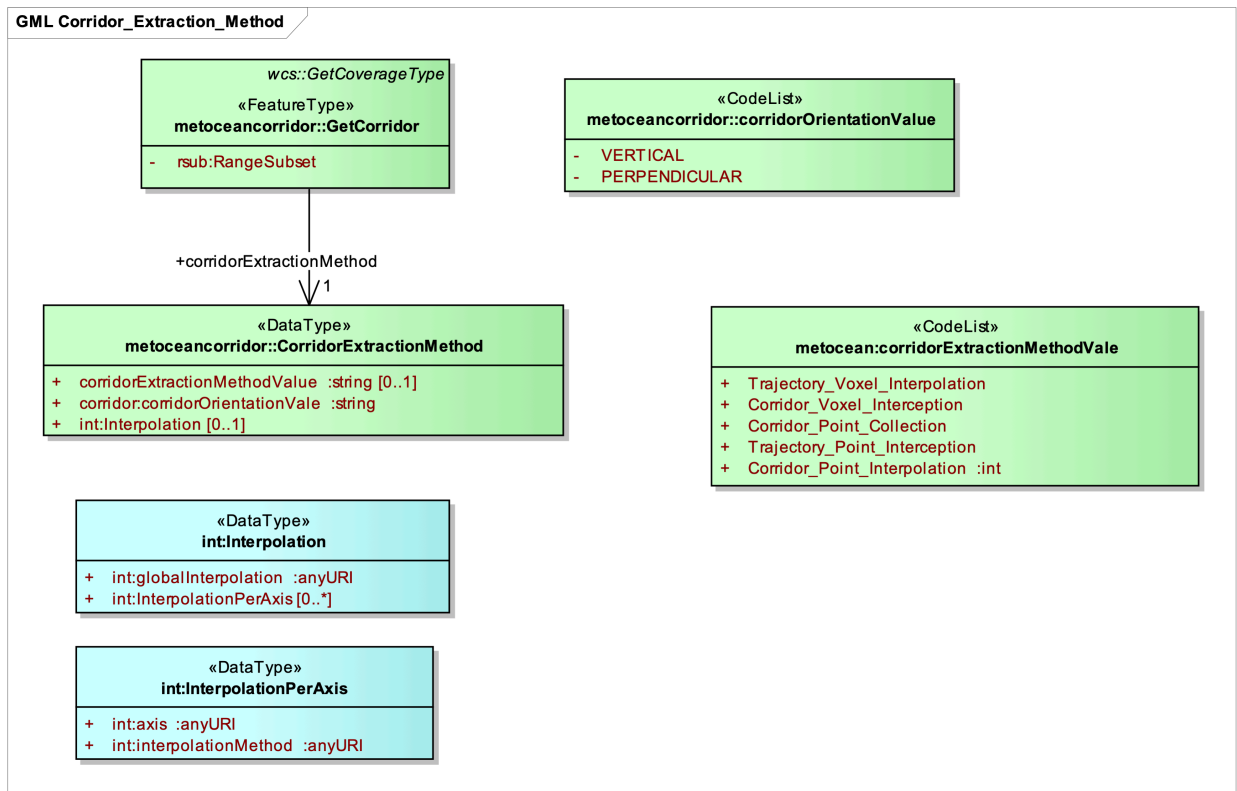 GML Corridor_Extraction_Method
wcs::GetCoverageType
«FeatureType»
metoceancorridor::GetCorridor
- rsub:RangeSubset
«CodeList»
metoceancorridor::corridorOrientationValue
- VERTICAL
- PERPENDICULAR
+corridorExtractionMethod
1
«DataType»
metoceancorridor::CorridorExtractionMethod
+ corridorExtractionMethodValue :string [0..1]
+ corridor:corridorOrientationVale :string
+ int:Interpolation [0..1]
«CodeList»
metocean:corridorExtractionMethodVale
+ Trajectory_Voxel_Interpolation
+ Corridor_Voxel_Interception
+ Corridor_Point_Collection
+ Trajectory_Point_Interception
+ Corridor_Point_Interpolation :int
«DataType»
int:Interpolation
+ int:globalInterpolation :anyURI
+ int:InterpolationPerAxis [0..*]
«DataType»
int:InterpolationPerAxis
+ int:axis :anyURI
+ int:interpolationMethod :anyURI